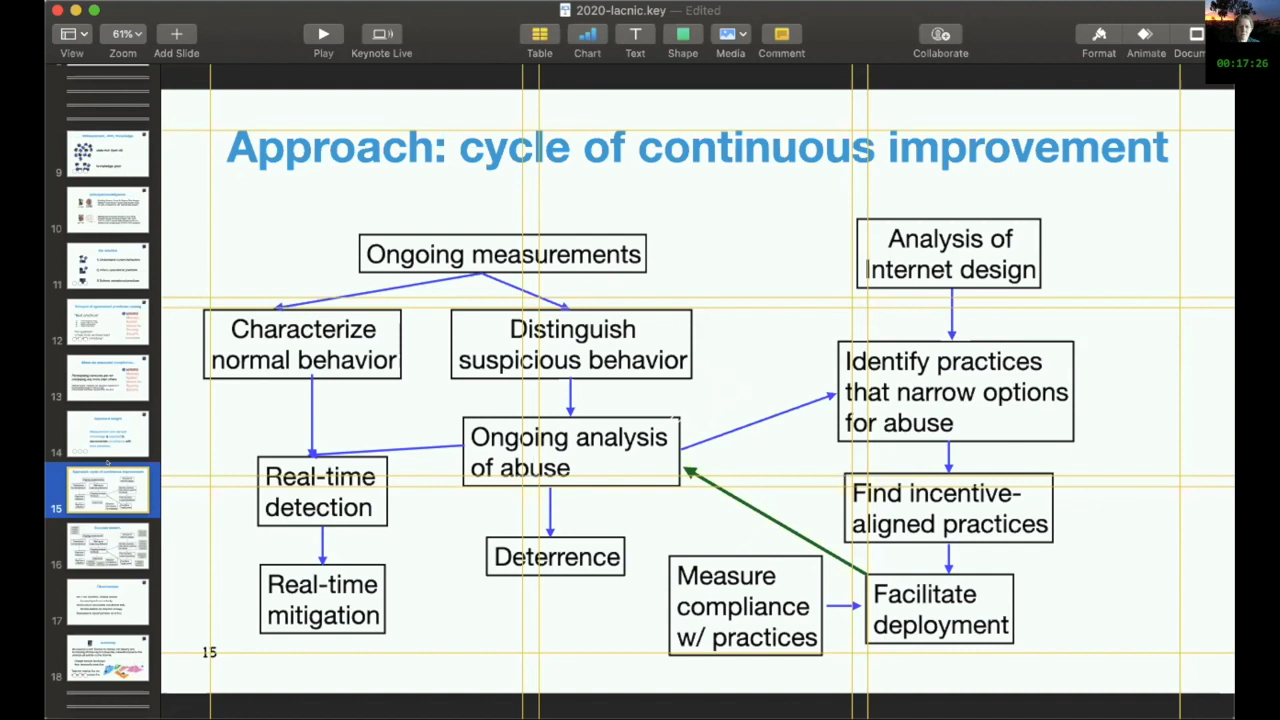 2020-lacnic.key — Edited
61%
View
Zoom
Add Slide
Play
Keynote Live
Table
Chart
Text
Shape
Media
Comment
Collaborate
Format
Animate
Docum
00:17:26
9
10
11
12
13
14
15
16
17
18
Approach: cycle of continuous improvement
Ongoing measurements
Characterize
normal behavior
Distinguish
suspicious behavior
Ongoing analysis
of abuse
Real-time
detection
Real-time
mitigation
Deterrence
Analysis of
Internet design
Identify practices
that narrow options
for abuse
Find incentive-
aligned practices
Measure
compliance
w/ practices
Facilitate
deployment
15